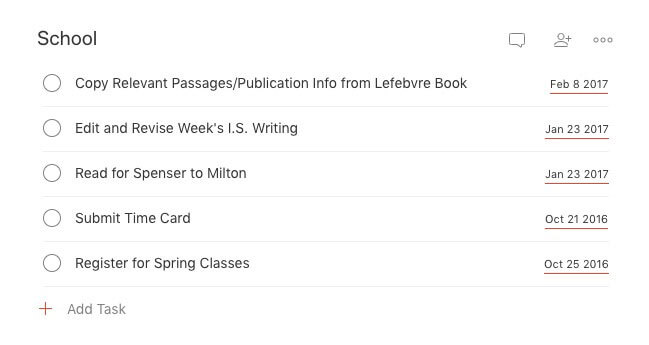 School
Copy Relevant Passages/Publication Info from Lefebvre Book Feb 8 2017
Edit and Revise Week's I.S. Writing Jan 23 2017
Read for Spenser to Milton Jan 23 2017
Submit Time Card Oct 21 2016
Register for Spring Classes Oct 25 2016
Add Task